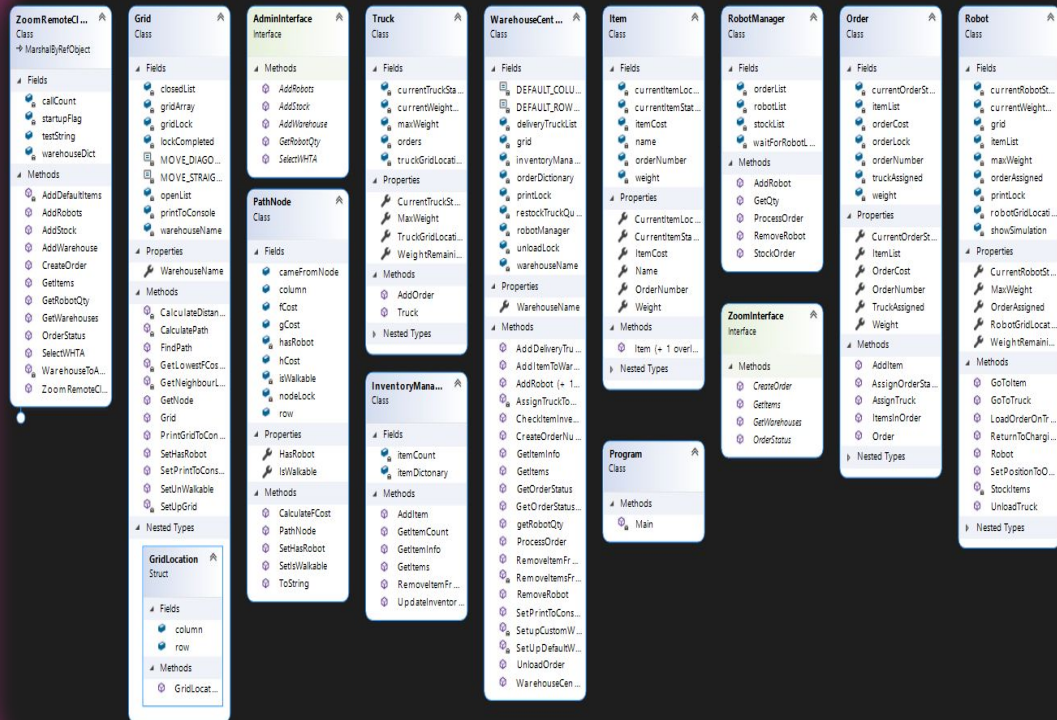 ZoomRemoteCl...
Class
MarshalByRefObject
Fields
callCount
startupFlag
testString
warehouseDict
Methods
AddDefaultItems
AddRobots
AddStock
AddWarehouse
CreateOrder
GetItems
GetRobotQty
GetWarehouses
OrderStatus
SelectWHTA
WarehouseToA...
ZoomRemoteCl...
Grid
Class
Fields
closedList
gridArray
gridLock
lockCompleted
MOVE_DIAGO...
MOVE_STRAIG...
openList
printToConsole
warehouseName
Properties
WarehouseName
Methods
CalculateDistan...
CalculatePath
FindPath
GetLowestFCos...
GetNeighbourL...
GetNode
Grid
PrintGridToCon...
SetHasRobot
SetPrintToCons...
SetUnWalkable
SetUpGrid
Nested Types
GridLocation
Struct
Fields
column
row
Methods
GridLocat...
AdminInterface
Interface
Methods
AddRobots
AddStock
AddWarehouse
GetRobotQty
SelectWHTA
PathNode
Class
Fields
cameFromNode
column
fCost
gCost
hasRobot
hCost
isWalkable
nodeLock
row
Properties
HasRobot
IsWalkable
Methods
CalculateFCost
PathNode
SetHasRobot
SetIsWalkable
ToString
Truck
Class
Fields
currentTruckSta...
currentWeight...
maxWeight
orders
truckGridLocati...
Properties
CurrentTruckSt...
MaxWeight
TruckGridLocati...
WeightRemaini...
Methods
AddOrder
Truck
Nested Types
InventoryMana...
Class
Fields
itemCount
itemDictonary
Methods
AddItem
GetItemCount
GetItemInfo
GetItems
RemoveItemFr...
UpdateInventor...
WarehouseCent...
Class
Fields
DEFAULT_COLU...
DEFAULT_ROW...
deliveryTruckList
grid
inventoryMana...
orderDictionary
printLock
restockTruckQu...
robotManager
unloadLock
warehouseName
Properties
WarehouseName
Methods
AddDeliveryTru...
AddItemToWar...
AddRobot (+ 1...
AssignTruckTo...
CheckItemInve...
CreateOrderNu...
GetItemInfo
GetItems
GetOrderStatus
GetOrderStatus...
getRobotQty
ProcessOrder
RemoveItemFr...
RemoveItemsFr...
RemoveRobot
SetPrintToCons...
SetupCustomW...
SetUpDefaultW...
UnloadOrder
WarehouseCen...
Item
Class
Fields
currentItemLoc...
currentItemStat...
itemCost
name
orderNumber
weight
Properties
CurrentItemLoc...
CurrentItemSta...
ItemCost
Name
OrderNumber
Weight
Methods
Item (+ 1 overl...
Nested Types
Program
Class
Methods
Main
RobotManager
Class
Fields
orderList
robotList
stockList
waitForRobotL...
Methods
AddRobot
GetQty
ProcessOrder
RemoveRobot
StockOrder
ZoomInterface
Interface
Methods
CreateOrder
GetItems
GetWarehouses
OrderStatus
Order
Class
Fields
currentOrderSt...
itemList
orderCost
orderLock
orderNumber
truckAssigned
weight
Properties
CurrentOrderSt...
ItemList
OrderCost
OrderNumber
TruckAssigned
Weight
Methods
AddItem
AssignOrderSta...
AssignTruck
ItemsInOrder
Order
Nested Types
Robot
Class
Fields
currentRobotSt...
currentWeight...
grid
itemList
maxWeight
orderAssigned
printLock
robotGridLocati...
showSimulation
Properties
CurrentRobotSt...
MaxWeight
OrderAssigned
RobotGridLocat...
WeightRemaini...
Methods
GoToItem
GoToTruck
LoadOrderOnTr...
ReturnToChargi...
Robot
SetPositionToO...
StockItems
UnloadTruck
Nested Types